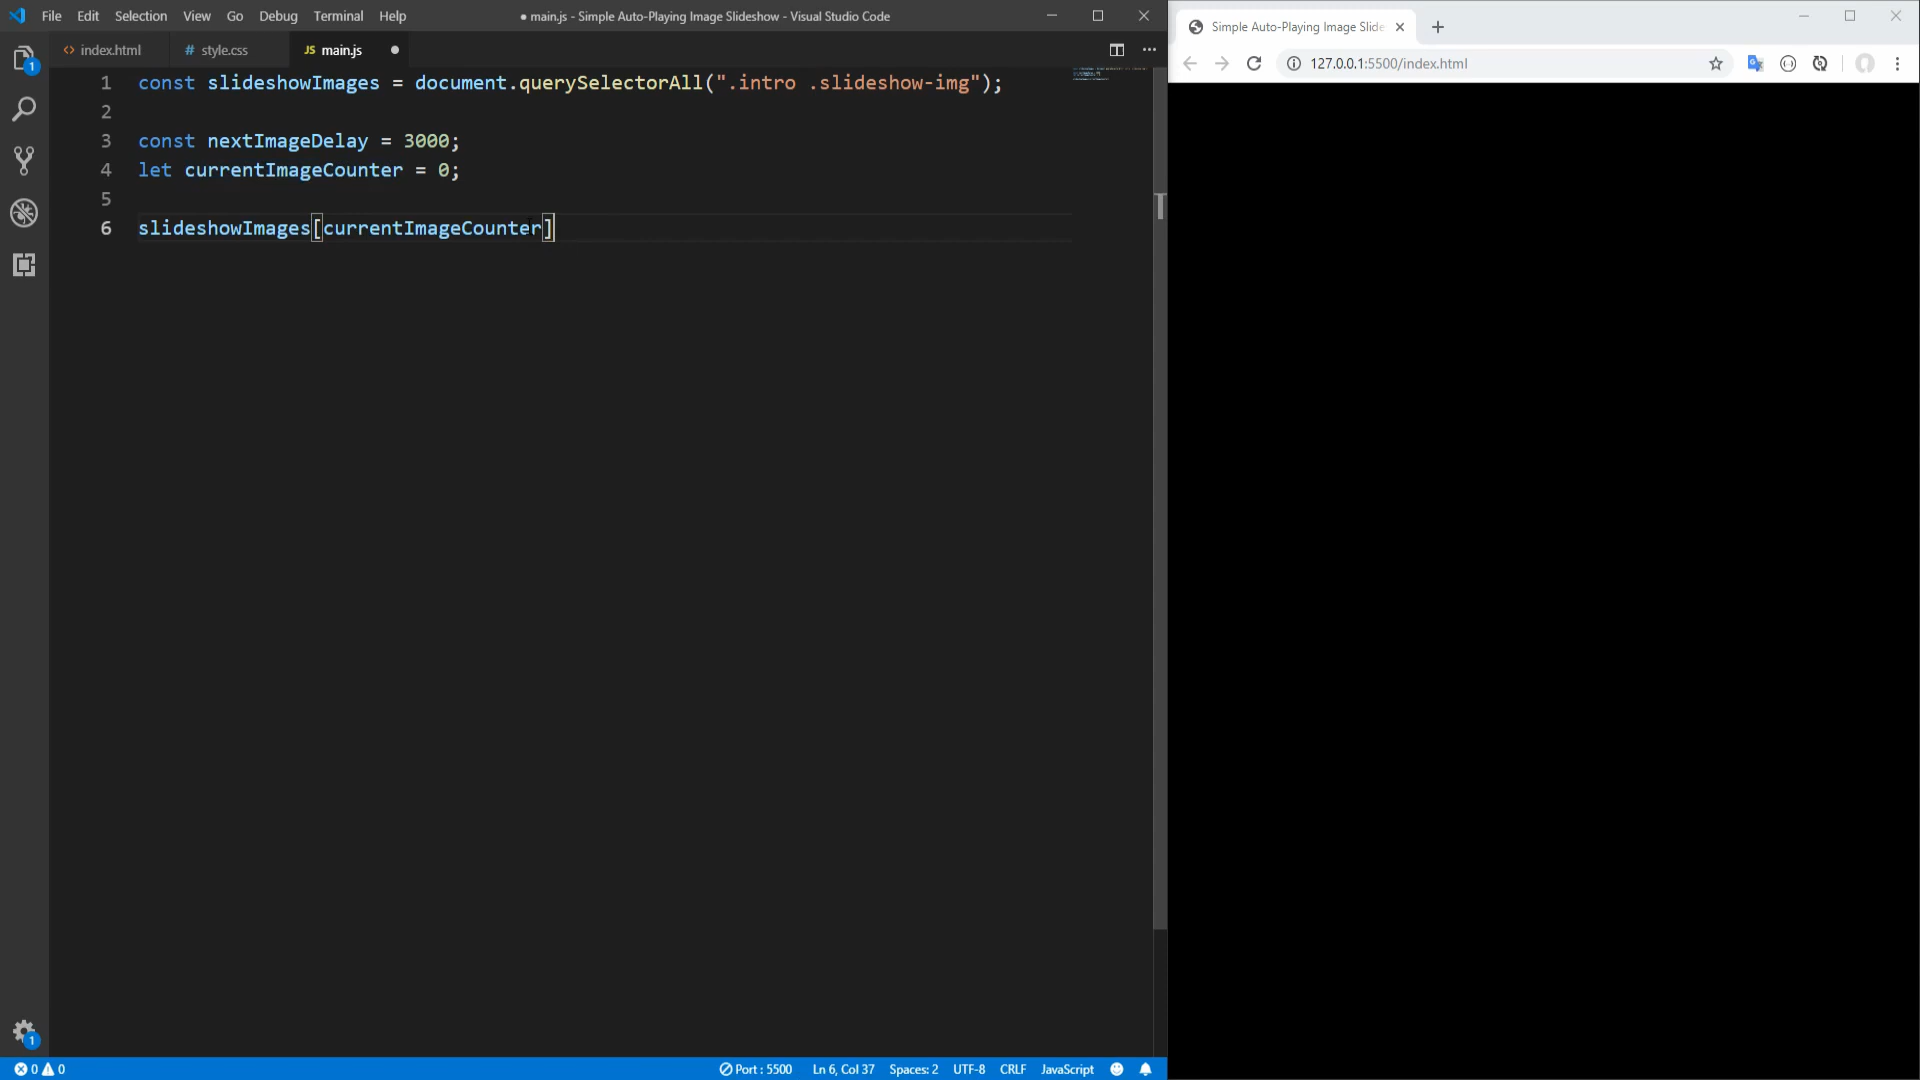 File Edit Selection View Go Debug Terminal Help ● main.js - Simple Auto-Playing Image Slideshow - Visual Studio Code
<> index.html # style.css JS main.js
1 const slideshowImages = document.querySelectorAll(".intro .slideshow-img");
2
3 const nextImageDelay = 3000;
4 let currentImageCounter = 0;
5
6 slideshowImages[currentImageCounter]
1
1
0 0 Port : 5500 Ln 6, Col 37 Spaces: 2 UTF-8 CRLF JavaScript
Simple Auto-Playing Image Slide
127.0.0.1:5500/index.html